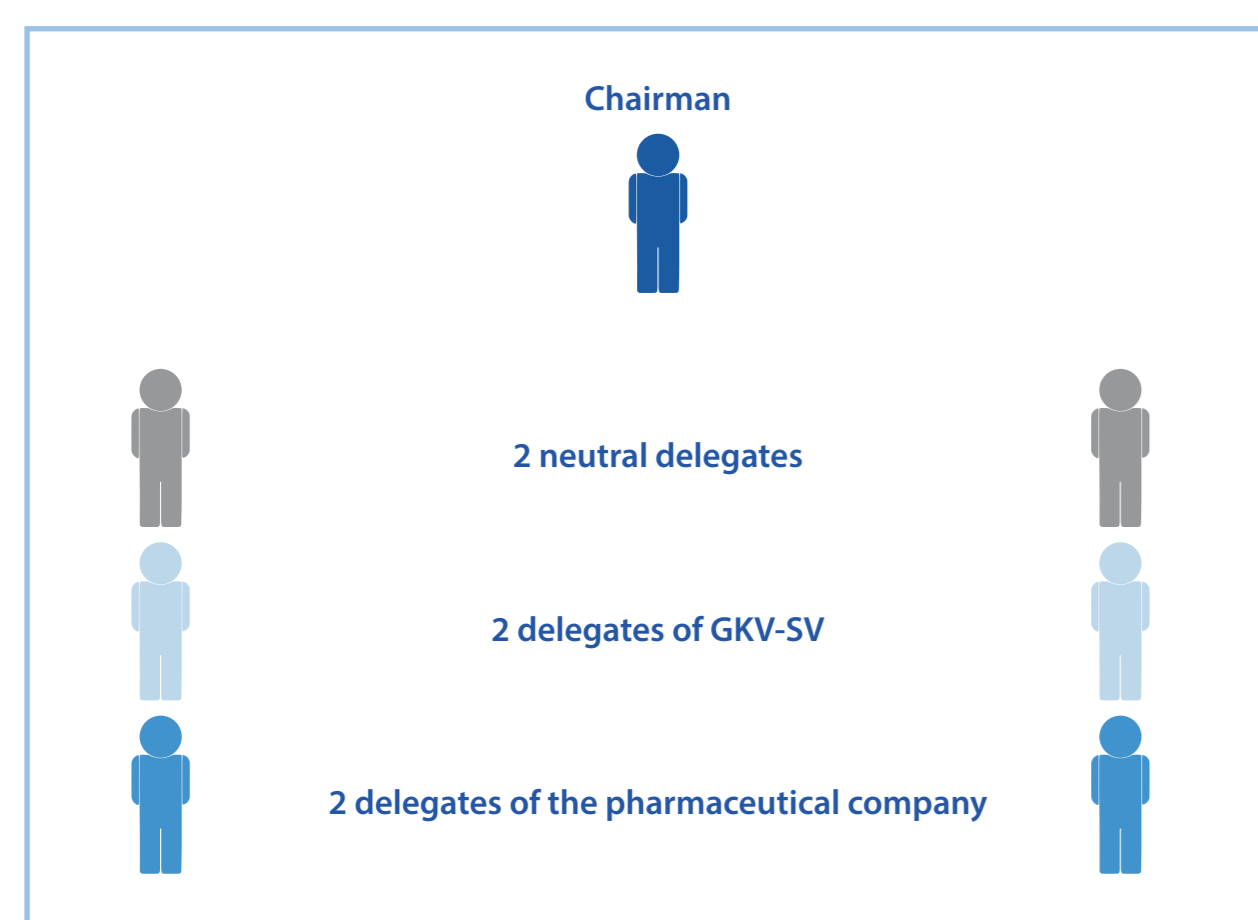 Chairman
2 neutral delegates
2 delegates of GKV-SV
2 delegates of the pharmaceutical company